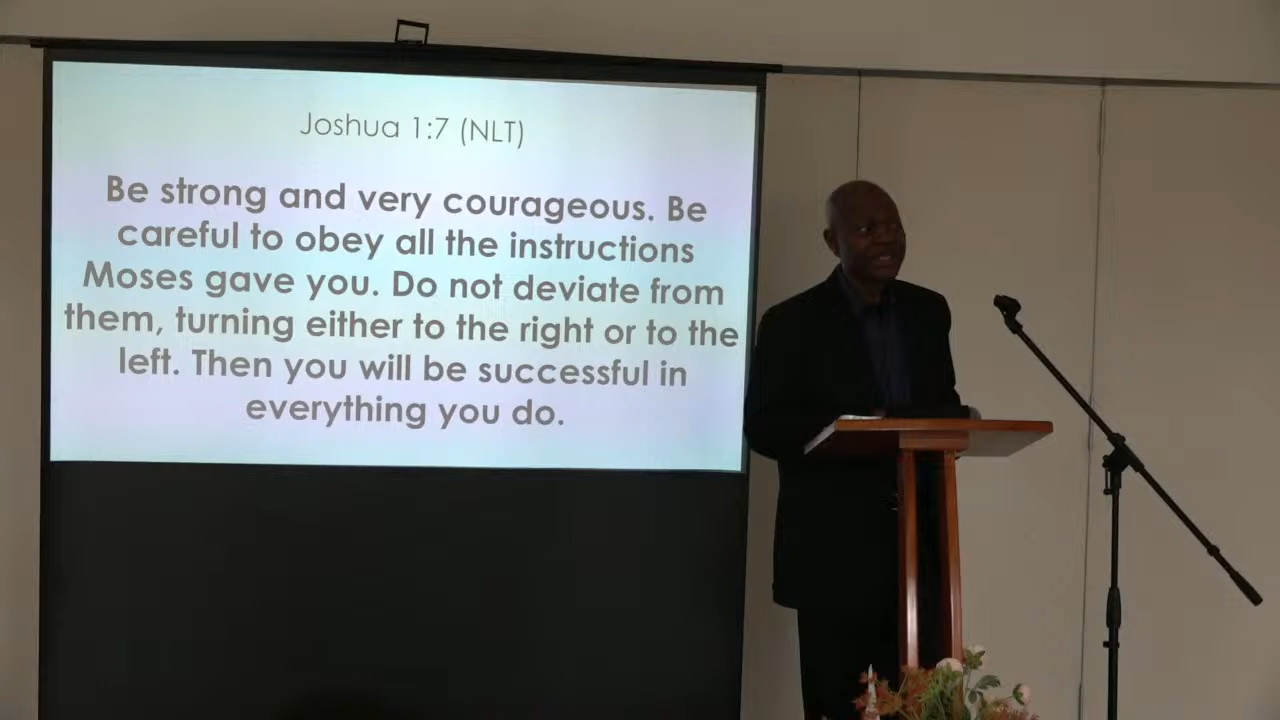 Joshua 1:7 (NLT)
Be strong and very courageous. Be
careful to obey all the instructions
Moses gave you. Do not deviate from
them, turning either to the right or to the
left. Then you will be successful in
everything you do.